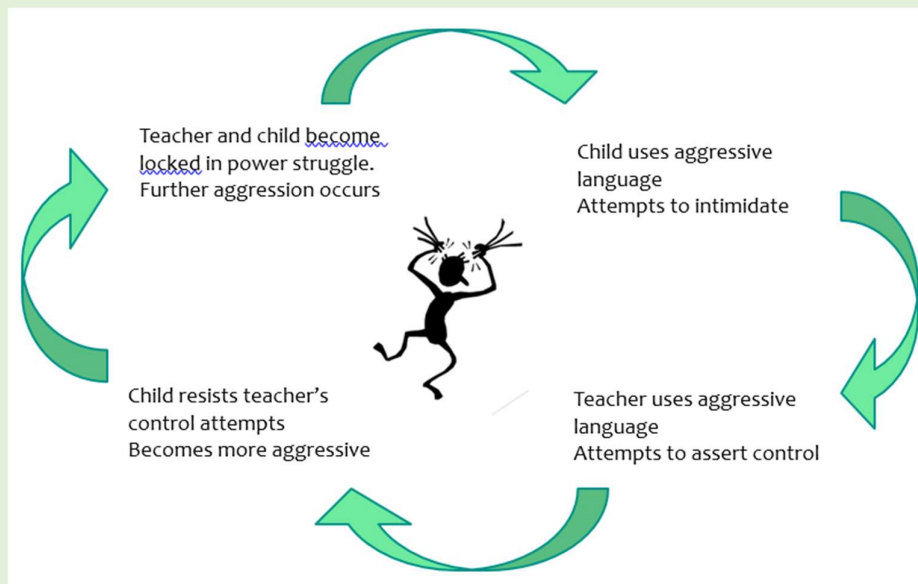 Teacher and child become
locked in power struggle.
Further aggression occurs
Child uses aggressive
language
Attempts to intimidate
Teacher uses aggressive
language
Attempts to assert control
Child resists teacher’s
control attempts
Becomes more aggressive